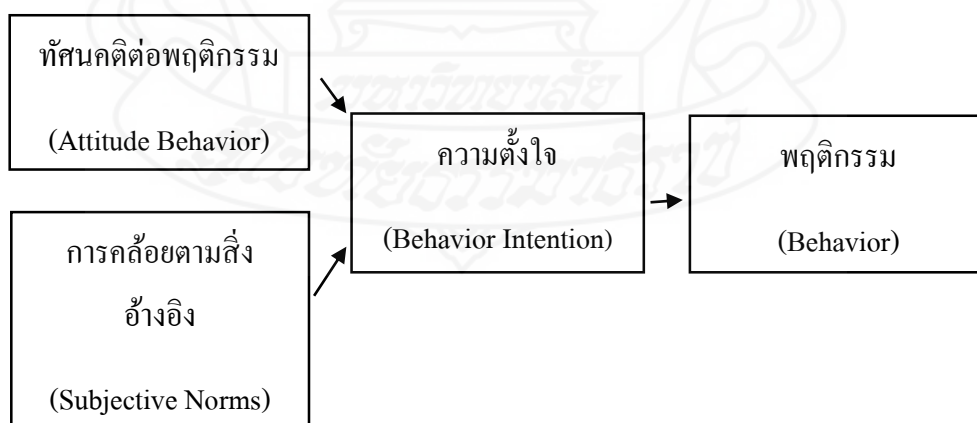 ทัศนคติต่อพฤติกรรม
(Attitude Behavior)
การคล้อยตามสิ่ง
อ้างอิง
(Subjective Norms)
ความตั้งใจ
(Behavior Intention)
พฤติกรรม
(Behavior)